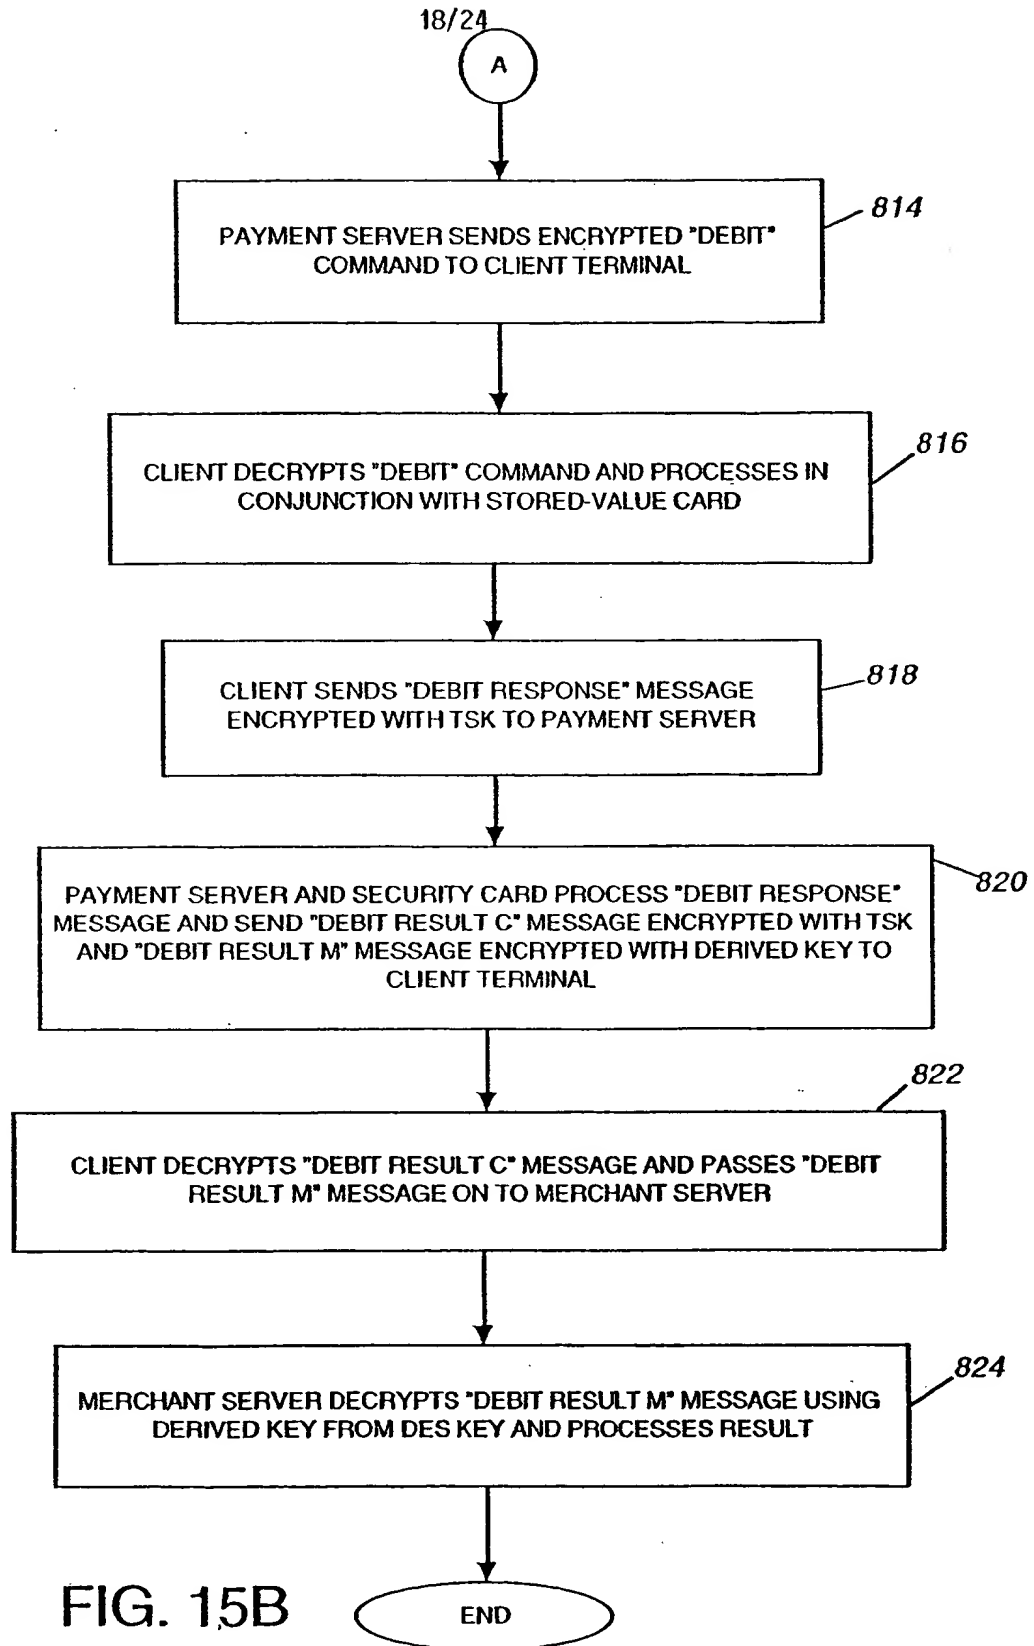 18/24
A
814
PAYMENT SERVER SENDS ENCRYPTED "DEBIT"
COMMAND TO CLIENT TERMINAL
816
CLIENT DECRYPTS "DEBIT" COMMAND AND PROCESSES IN
CONJUNCTION WITH STORED-VALUE CARD
818
CLIENT SENDS "DEBIT RESPONSE" MESSAGE
ENCRYPTED WITH TSK TO PAYMENT SERVER
820
PAYMENT SERVER AND SECURITY CARD PROCESS "DEBIT RESPONSE"
MESSAGE AND SEND "DEBIT RESULT C" MESSAGE ENCRYPTED WITH TSK
AND "DEBIT RESULT M" MESSAGE ENCRYPTED WITH DERIVED KEY TO
CLIENT TERMINAL
822
CLIENT DECRYPTS "DEBIT RESULT C" MESSAGE AND PASSES "DEBIT
RESULT M" MESSAGE ON TO MERCHANT SERVER
824
MERCHANT SERVER DECRYPTS "DEBIT RESULT M" MESSAGE USING
DERIVED KEY FROM DES KEY AND PROCESSES RESULT
FIG. 15B
END